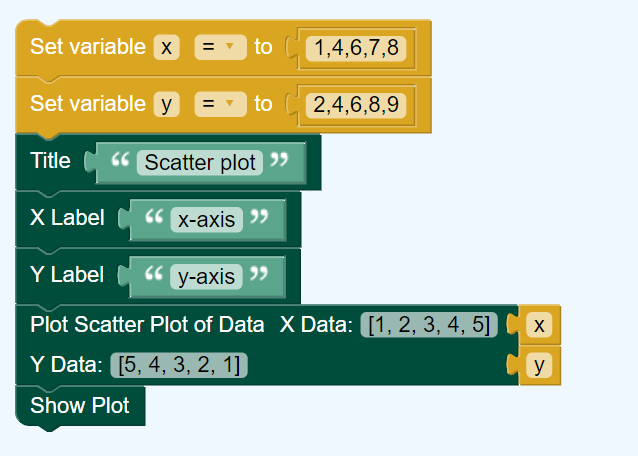 Set variable x = to 1,4,6,7,8
Set variable y = to 2,4,6,8,9
Title “ Scatter plot ”
X Label “ x-axis ”
Y Label “ y-axis ”
Plot Scatter Plot of Data X Data: [1, 2, 3, 4, 5] x
Y Data: [5, 4, 3, 2, 1] y
Show Plot